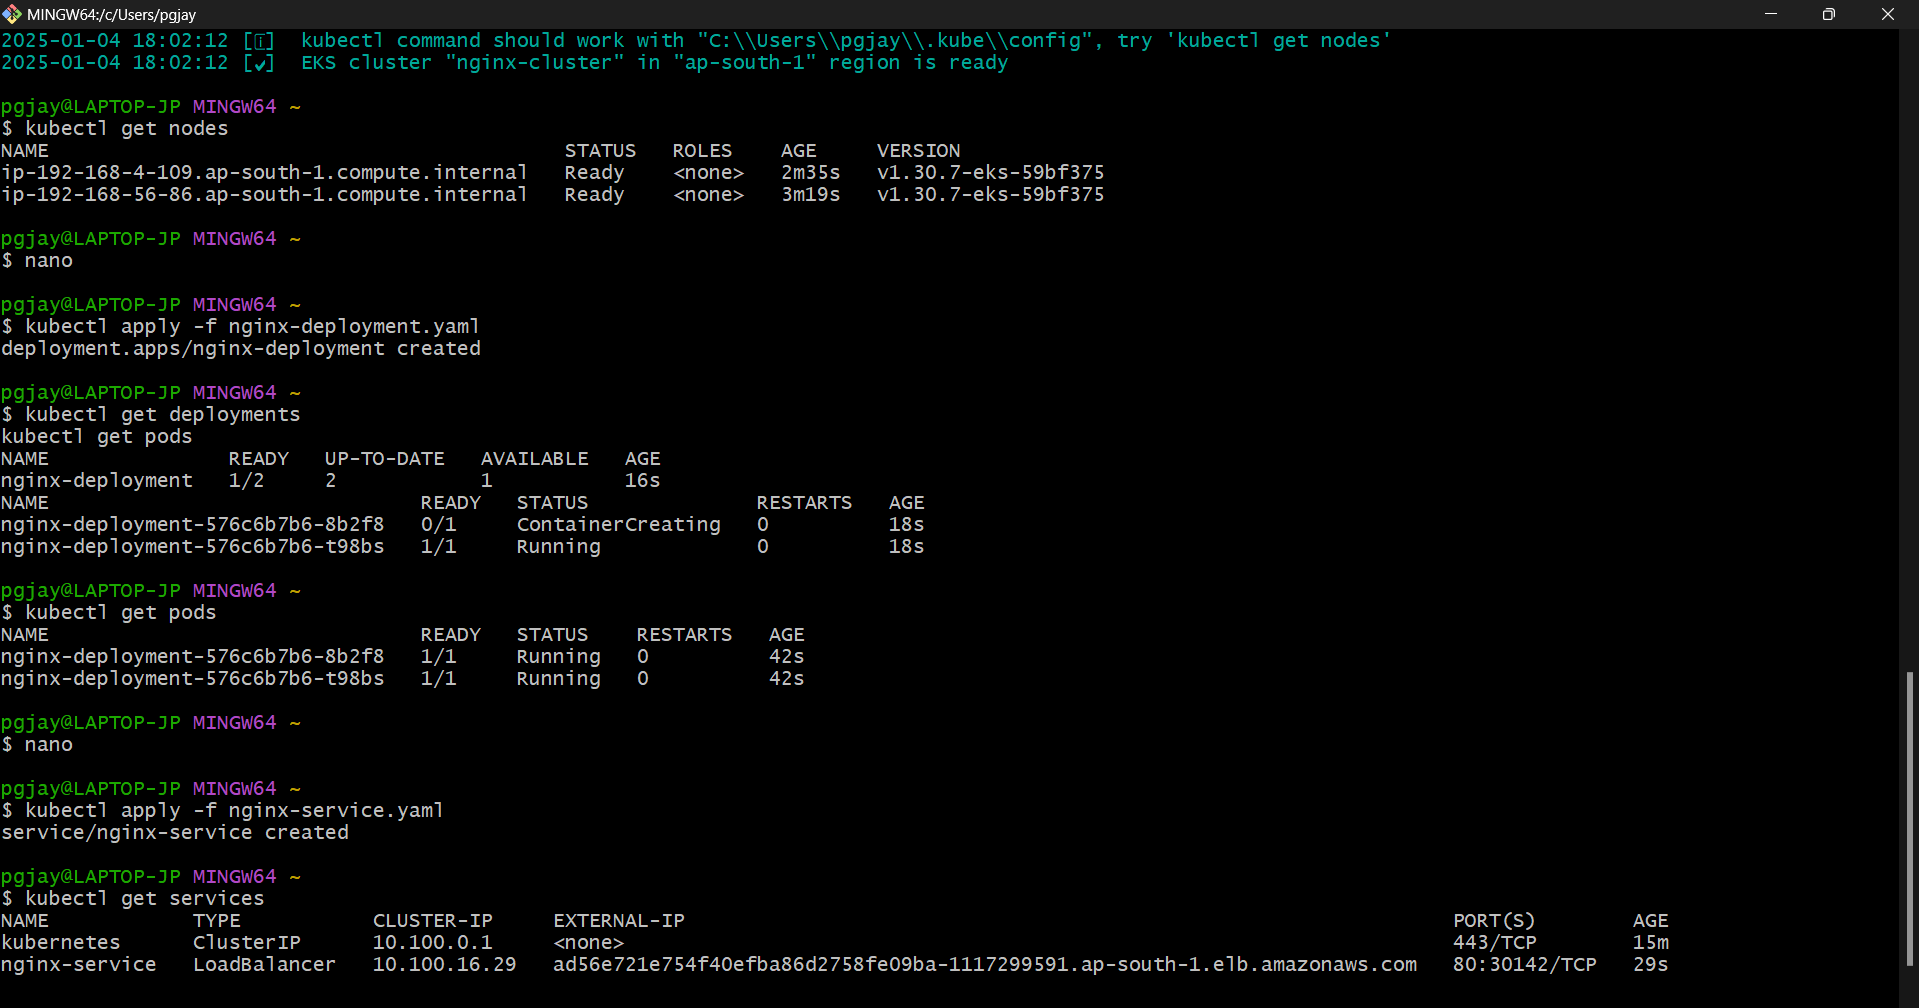 MINGW64:/c/Users/pgjay
2025-01-04 18:02:12 [i]  kubectl command should work with "C:\\Users\\pgjay\\.kube\\config", try 'kubectl get nodes'
2025-01-04 18:02:12 [✔]  EKS cluster "nginx-cluster" in "ap-south-1" region is ready
pgjay@LAPTOP-JP MINGW64 ~
$ kubectl get nodes
NAME                                           STATUS   ROLES    AGE     VERSION
ip-192-168-4-109.ap-south-1.compute.internal   Ready    <none>   2m35s   v1.30.7-eks-59bf375
ip-192-168-56-86.ap-south-1.compute.internal   Ready    <none>   3m19s   v1.30.7-eks-59bf375
pgjay@LAPTOP-JP MINGW64 ~
$ nano
pgjay@LAPTOP-JP MINGW64 ~
$ kubectl apply -f nginx-deployment.yaml
deployment.apps/nginx-deployment created
pgjay@LAPTOP-JP MINGW64 ~
$ kubectl get deployments
kubectl get pods
NAME               READY   UP-TO-DATE   AVAILABLE   AGE
nginx-deployment   1/2     2            1           16s
NAME                               READY   STATUS              RESTARTS   AGE
nginx-deployment-576c6b7b6-8b2f8   0/1     ContainerCreating   0          18s
nginx-deployment-576c6b7b6-t98bs   1/1     Running             0          18s
pgjay@LAPTOP-JP MINGW64 ~
$ kubectl get pods
NAME                               READY   STATUS    RESTARTS   AGE
nginx-deployment-576c6b7b6-8b2f8   1/1     Running   0          42s
nginx-deployment-576c6b7b6-t98bs   1/1     Running   0          42s
pgjay@LAPTOP-JP MINGW64 ~
$ nano
pgjay@LAPTOP-JP MINGW64 ~
$ kubectl apply -f nginx-service.yaml
service/nginx-service created
pgjay@LAPTOP-JP MINGW64 ~
$ kubectl get services
NAME            TYPE           CLUSTER-IP     EXTERNAL-IP                                                                PORT(S)        AGE
kubernetes      ClusterIP      10.100.0.1     <none>                                                                     443/TCP        15m
nginx-service   LoadBalancer   10.100.16.29   ad56e721e754f40efba86d2758fe09ba-1117299591.ap-south-1.elb.amazonaws.com   80:30142/TCP   29s